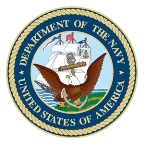 DEPARTMENT OF THE NAVY
UNITED STATES OF AMERICA